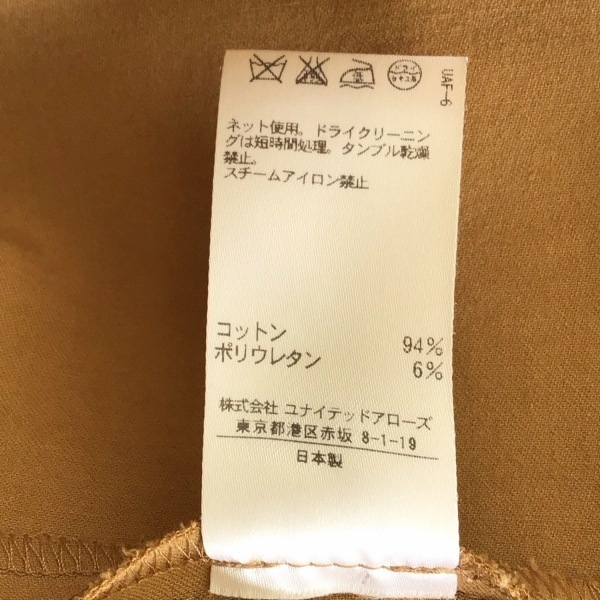 低
UAF-6
ネット使用。ドライクリーニン
グは短時間処理。タンブル乾燥
禁止。
スチームアイロン禁止
コットン 94%
ポリウレタン 6%
株式会社 ユナイテッドアローズ
東京都港区赤坂 8-1-19
日本製